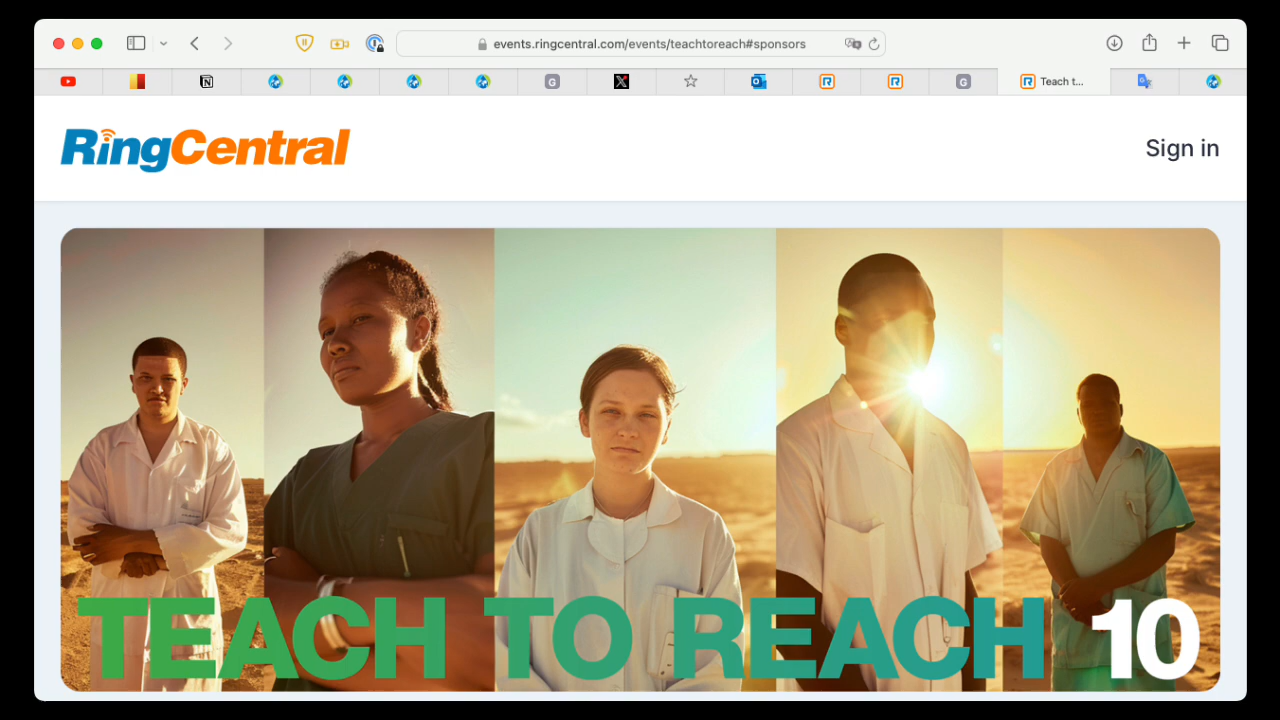 events.ringcentral.com/events/teachtoreach#sponsors
Teach t...
RingCentral
Sign in
TEACH TO REACH 10